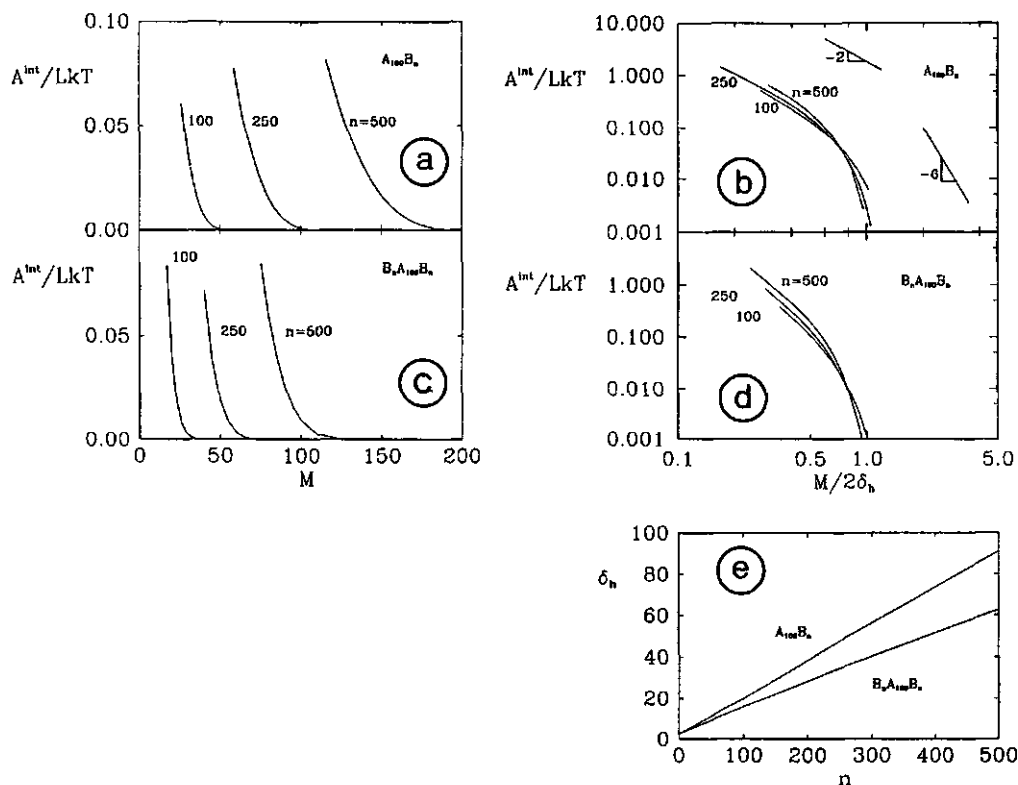 0.10
A^int/LkT
A₁₀₀Bₙ
100
250
n=500
0.05
a
0.00
A^int/LkT
BₙA₁₀₀Bₙ
100
250
n=600
0.05
c
0.00
0 50 100 150 200
M
100.000
A^int/LkT
10.000
-2
A₁₀₀Bₙ
1.000
250
n=500
100
0.100
-6
0.010
b
0.001
A^int/LkT
BₙA₁₀₀Bₙ
1.000
n=500
250
100
0.100
0.010
d
0.001
0.1 0.5 1.0 5.0
M/2δₕ
100
δₕ
e
80
60
A₁₀₀Bₙ
40
BₙA₁₀₀Bₙ
20
0
0 100 200 300 400 500
n